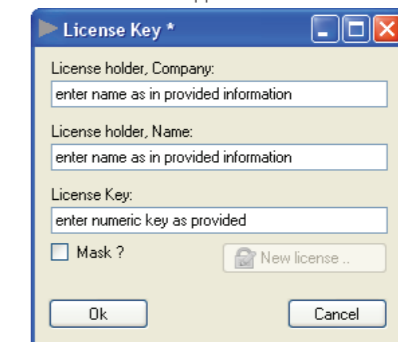 License Key *
License holder, Company:
enter name as in provided information
License holder, Name:
enter name as in provided information
License Key:
enter numeric key as provided
Mask ?
New license ..
Ok
Cancel